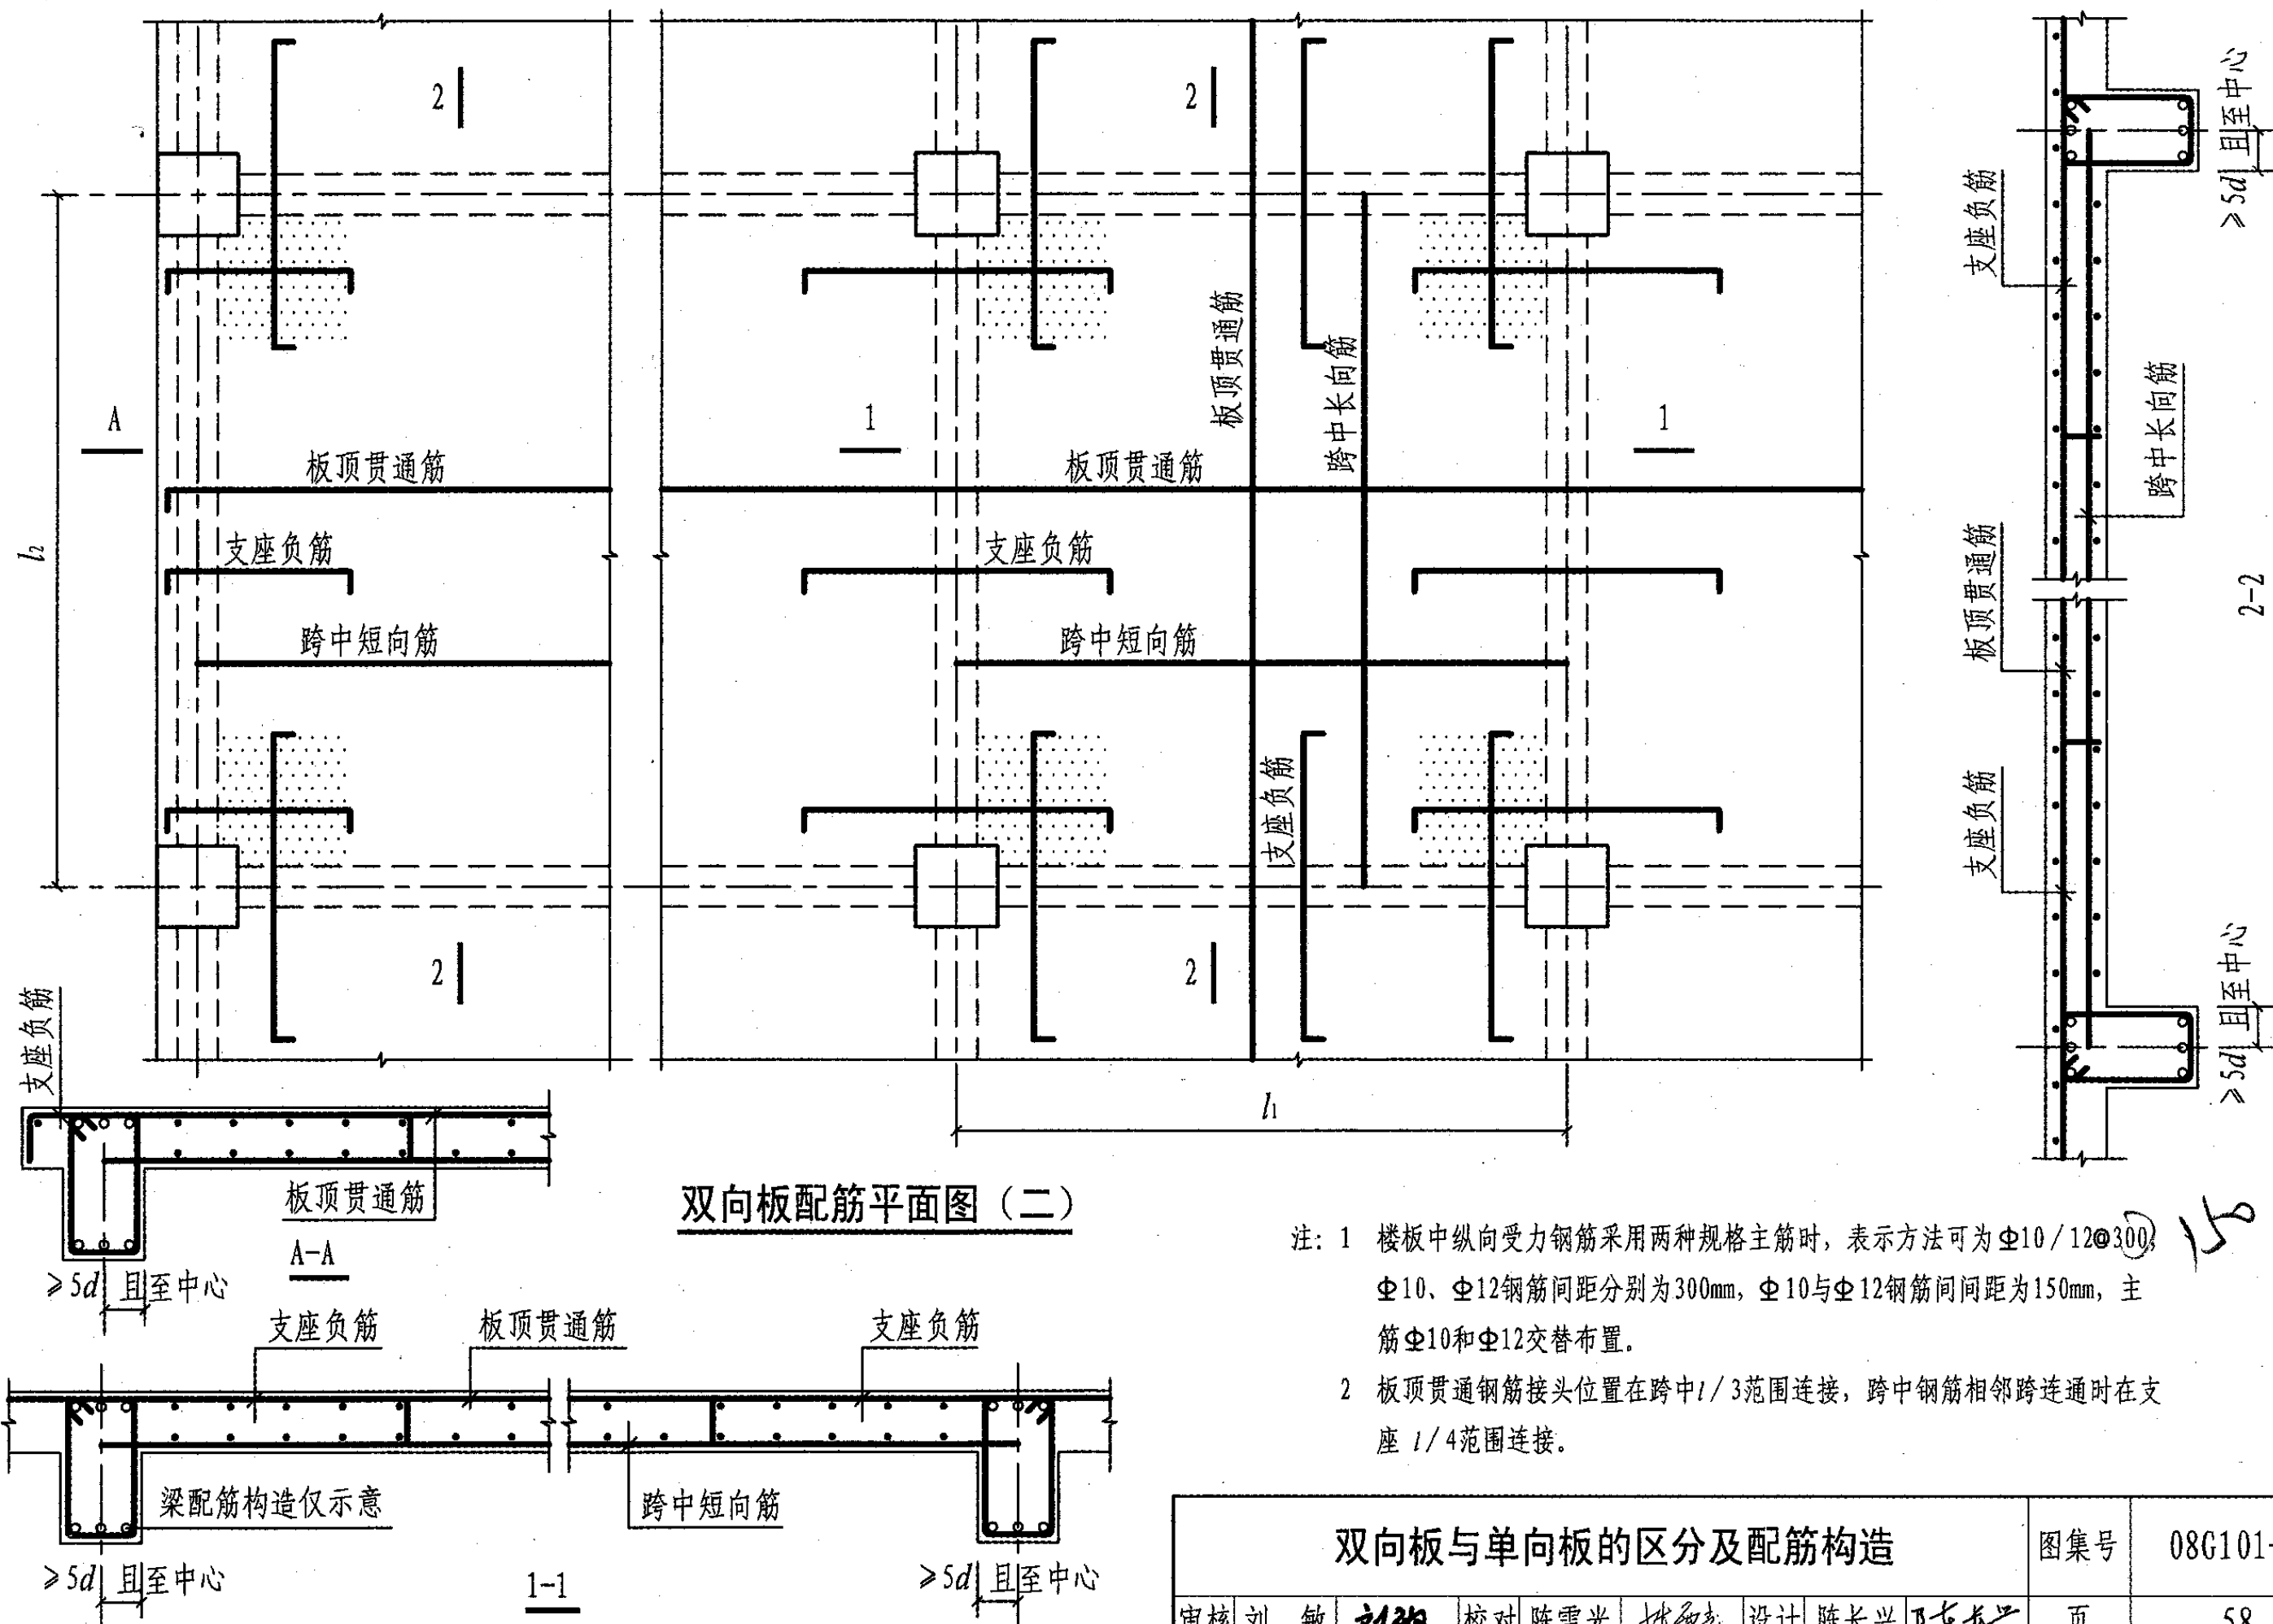 2
2
支座负筋
≥5d 且至中心
板顶贯通筋
跨中长向筋
A
1
1
跨中长向筋
板顶贯通筋
板顶贯通筋
l2
支座负筋
支座负筋
板顶贯通筋
2-2
跨中短向筋
跨中短向筋
支座负筋
支座负筋
2
2
≥5d 且至中心
支座负筋
l1
板顶贯通筋
A-A
≥5d 且至中心
双向板配筋平面图（二）
支座负筋
板顶贯通筋
支座负筋
梁配筋构造仅示意
跨中短向筋
≥5d 且至中心
1-1
≥5d 且至中心
150
注: 1 楼板中纵向受力钢筋采用两种规格主筋时, 表示方法可为Φ10/12@300,
Φ10、Φ12钢筋间距分别为300mm, Φ10与Φ12钢筋间间距为150mm, 主
筋Φ10和Φ12交替布置。
2 板顶贯通钢筋接头位置在跨中l/3范围连接, 跨中钢筋相邻跨连通时在支
座 l/4范围连接。
双向板与单向板的区分及配筋构造
图集号 08G101-
审核 刘 敏 校对 陈雪光 设计 陈长兴 页 58